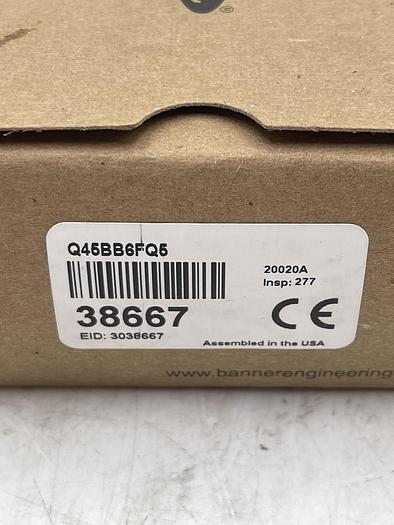 ®
Q45BB6FQ5
20020A
Insp: 277
38667
CE
EID: 3038667
Assembled in the USA
www.bannerengineering